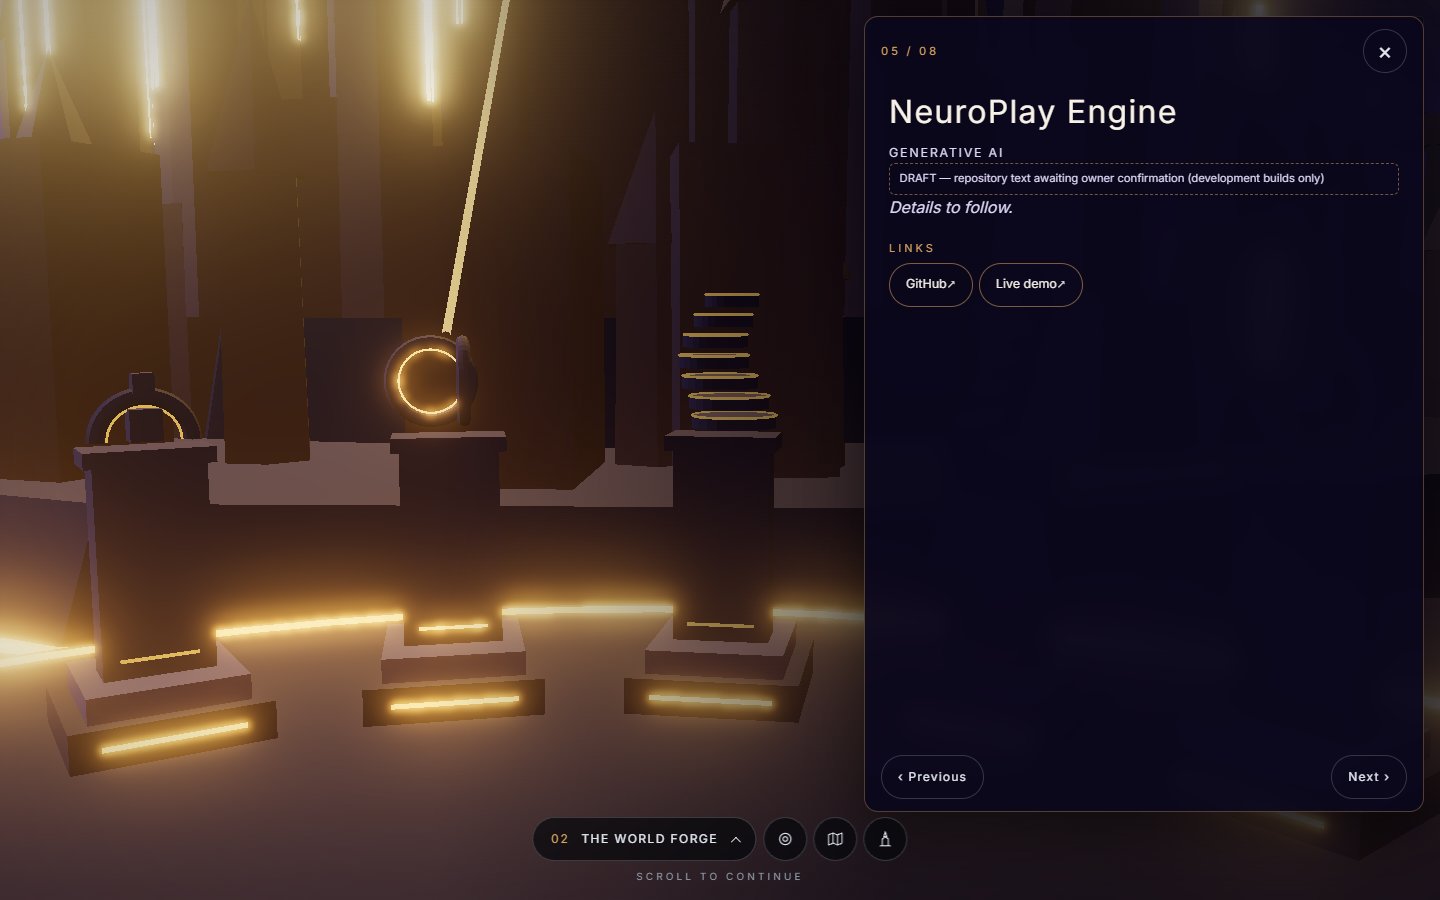 05 / 08
×
NeuroPlay Engine
GENERATIVE AI
DRAFT — repository text awaiting owner confirmation (development builds only)
Details to follow.
LINKS
GitHub↗ Live demo↗
‹ Previous Next ›
02 THE WORLD FORGE
SCROLL TO CONTINUE